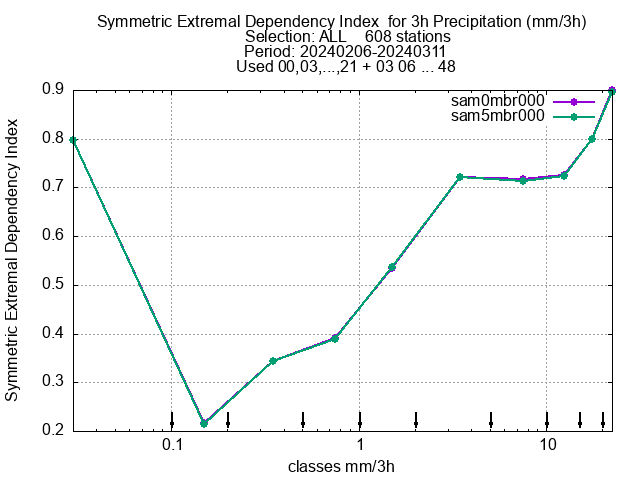 Symmetric Extremal Dependency Index  for 3h Precipitation (mm/3h)
Selection: ALL    608 stations
Period: 20240206-20240311
Used 00,03,...,21 + 03 06 ... 48
sam0mbr000
sam5mbr000
Symmetric Extremal Dependency Index
0.9
0.8
0.7
0.6
0.5
0.4
0.3
0.2
0.1 1 10
classes mm/3h